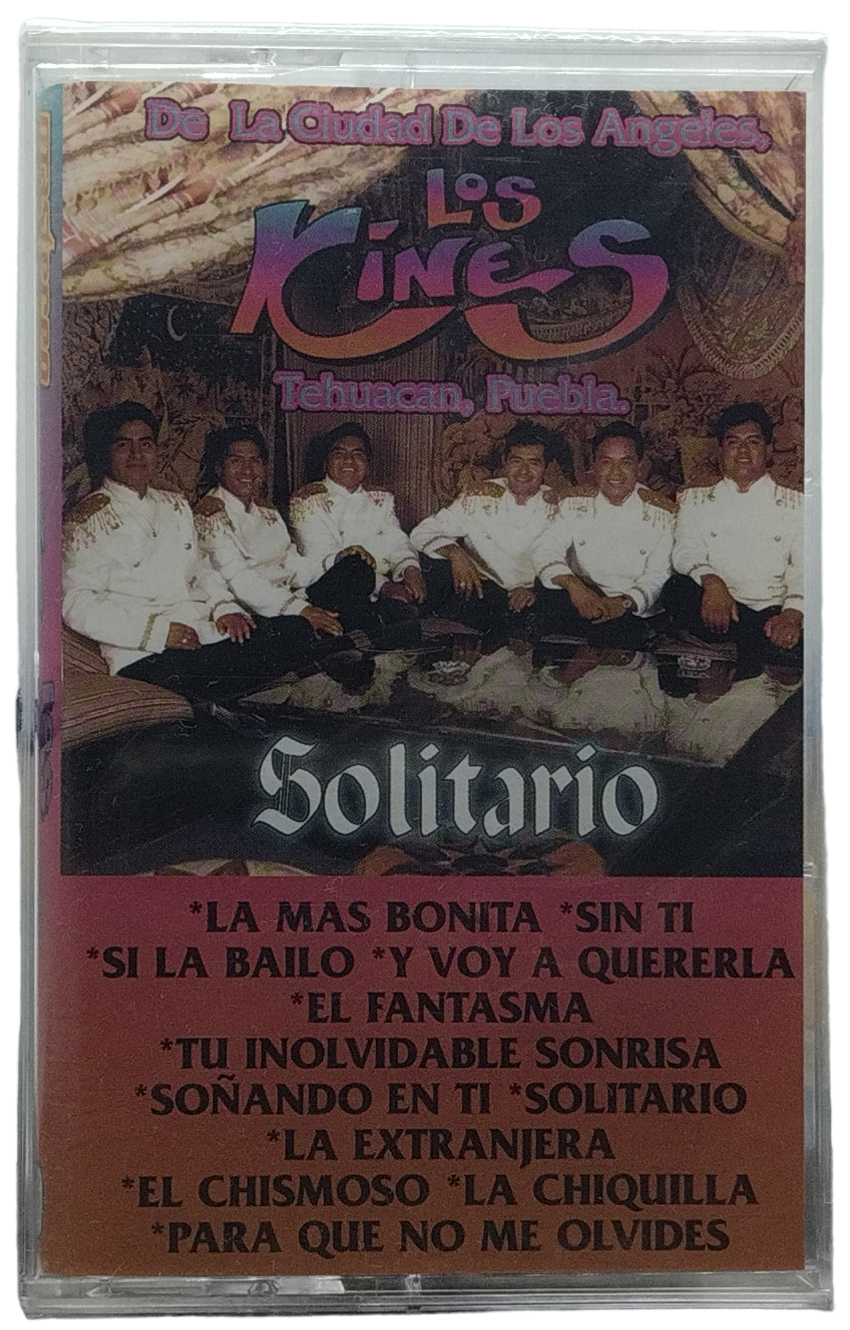 De La Ciudad De Los Angeles,
Los
Kines
Tehuacan, Puebla.
Solitario
*LA MAS BONITA *SIN TI
*SI LA BAILO *Y VOY A QUERERLA
*EL FANTASMA
*TU INOLVIDABLE SONRISA
*SOÑANDO EN TI *SOLITARIO
*LA EXTRANJERA
*EL CHISMOSO *LA CHIQUILLA
*PARA QUE NO ME OLVIDES